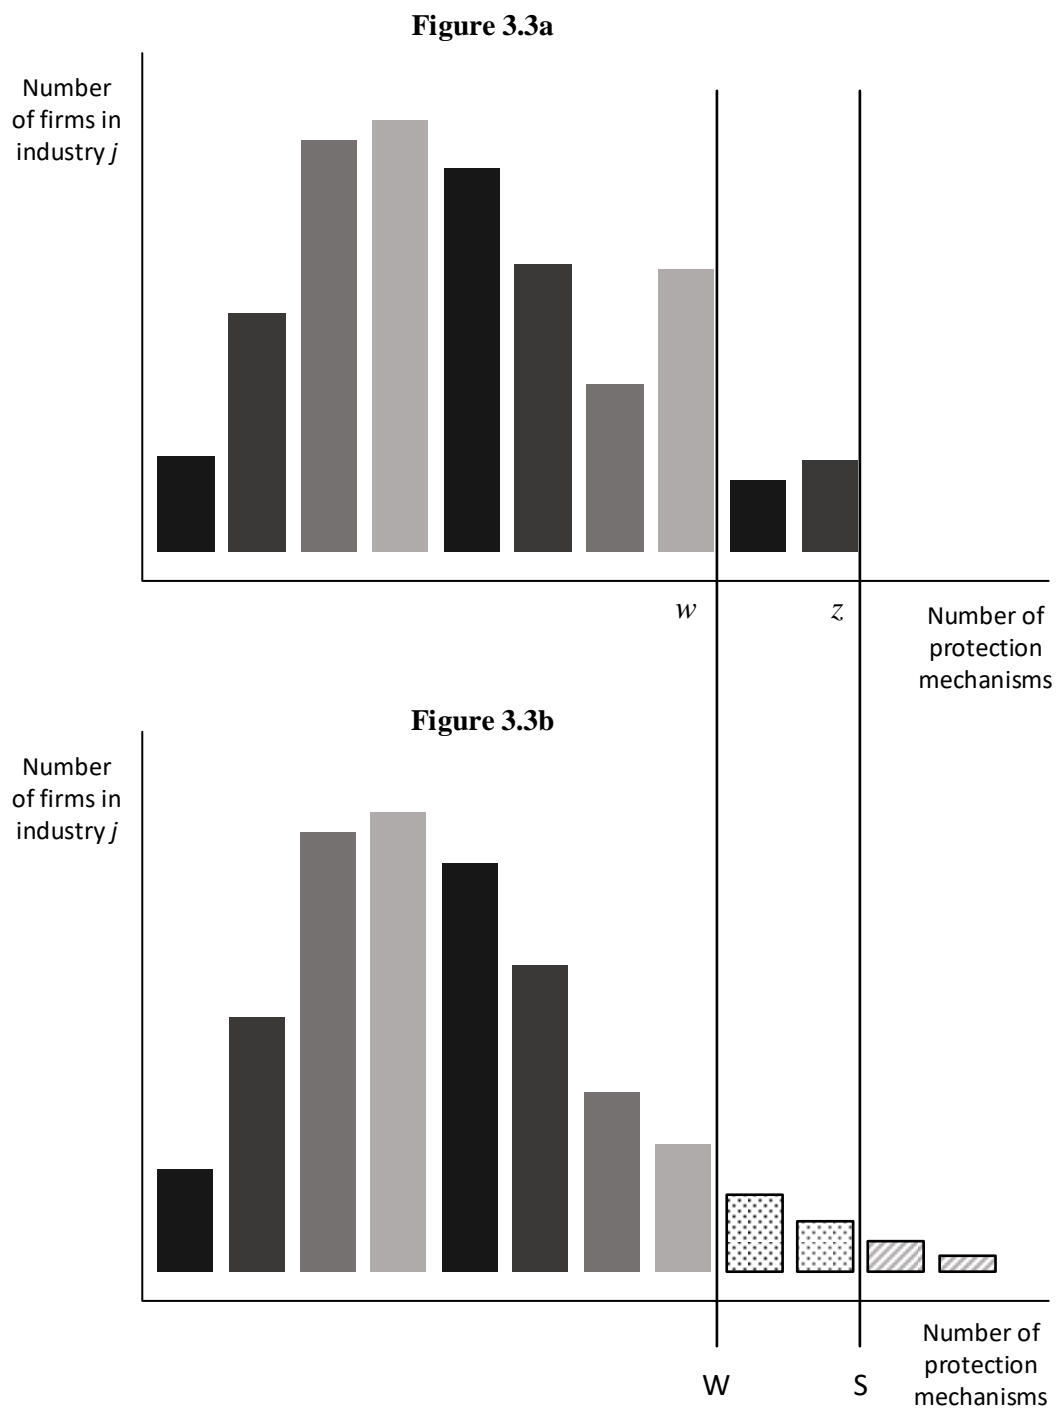 Figure 3.3a
Number
of firms in
industry j
w
z
Number of
protection
mechanisms
Figure 3.3b
Number
of firms in
industry j
Number of
protection
mechanisms
W
S